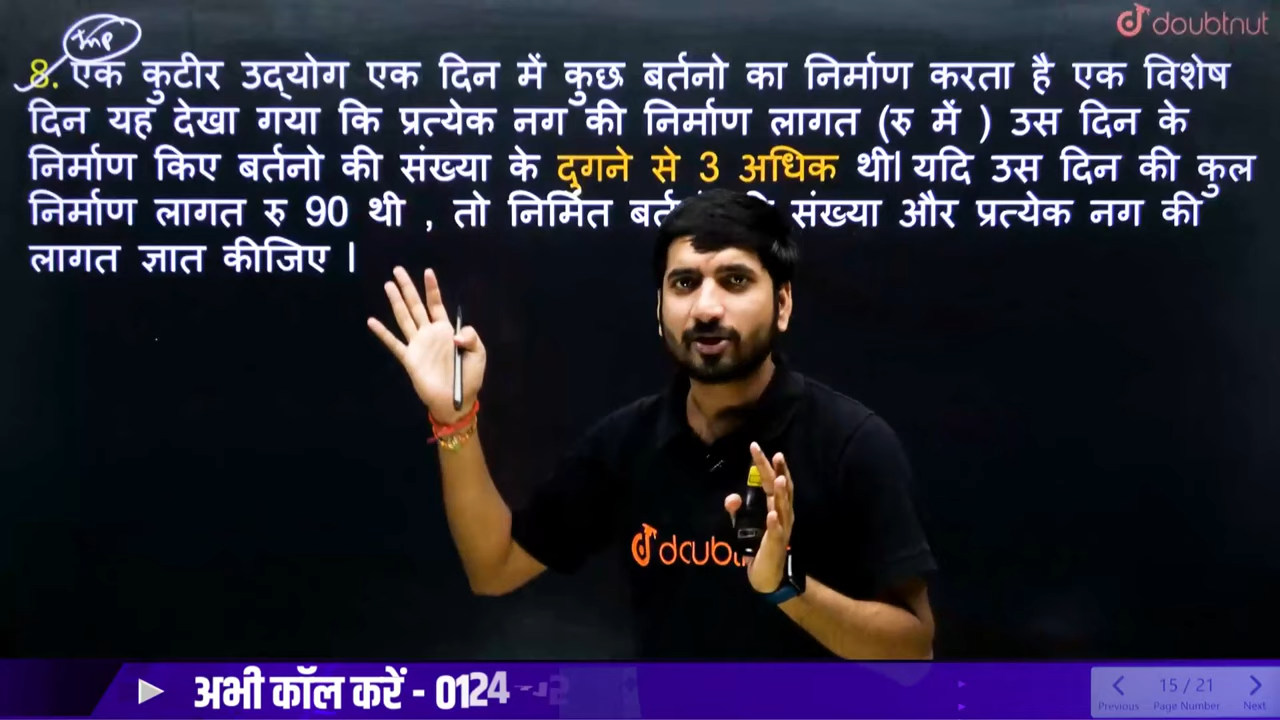 Imp
doubtnut
8. एक कुटीर उद्योग एक दिन में कुछ बर्तनो का निर्माण करता है एक विशेष
दिन यह देखा गया कि प्रत्येक नग की निर्माण लागत (रु में ) उस दिन के
निर्माण किए बर्तनो की संख्या के दुगने से 3 अधिक थी। यदि उस दिन की कुल
निर्माण लागत रु 90 थी , तो निर्मित संख्या और प्रत्येक नग की
लागत ज्ञात कीजिए ।
अभी कॉल करें - 0124
15 / 21
Previous Page Number Next